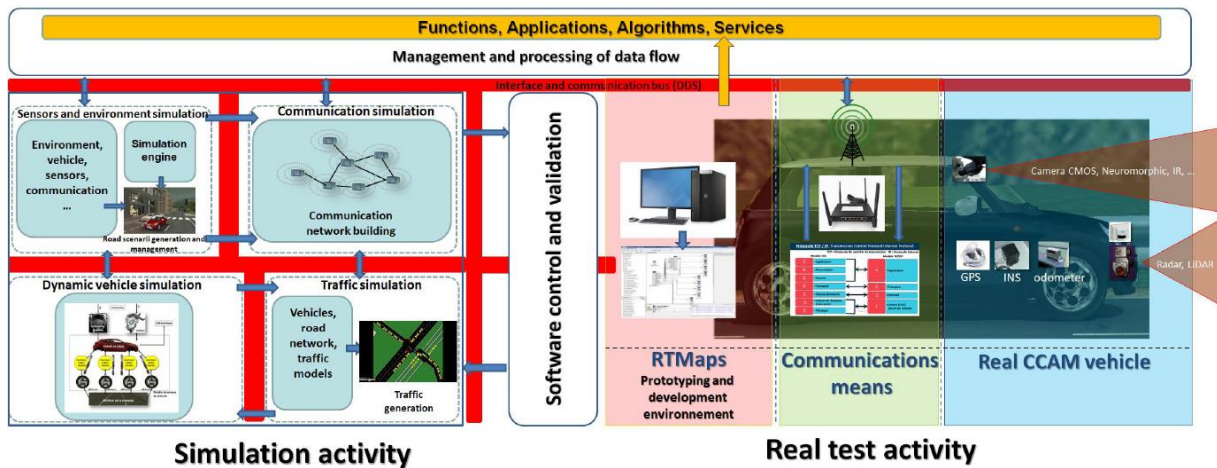 Functions, Applications, Algorithms, Services
Management and processing of data flow
Interface and communication bus (DDS)
Sensors and environment simulation
Environment,
vehicle,
sensors,
communication
...
Simulation
engine
Road scenarii generation and
management
Communication simulation
Communication
network building
Dynamic vehicle simulation
Traffic simulation
Vehicles,
road
network,
traffic
models
Traffic
generation
Software control and validation
RTMaps
Prototyping and
development
environnement
Communications
means
Camera CMOS, Neuromorphic, IR, ...
GPS
INS
odometer
Radar, LiDAR
Real CCAM vehicle
Simulation activity
Real test activity